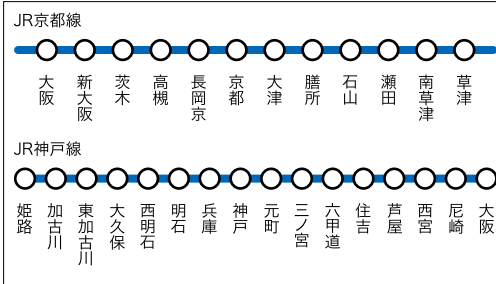 JR京都線
大阪
新大阪
茨木
高槻
長岡京
京都
大津
膳所
石山
瀬田
南草津
草津
JR神戸線
姫路
加古川
東加古川
大久保
西明石
明石
兵庫
神戸
元町
三ノ宮
六甲道
住吉
芦屋
西宮
尼崎
大阪